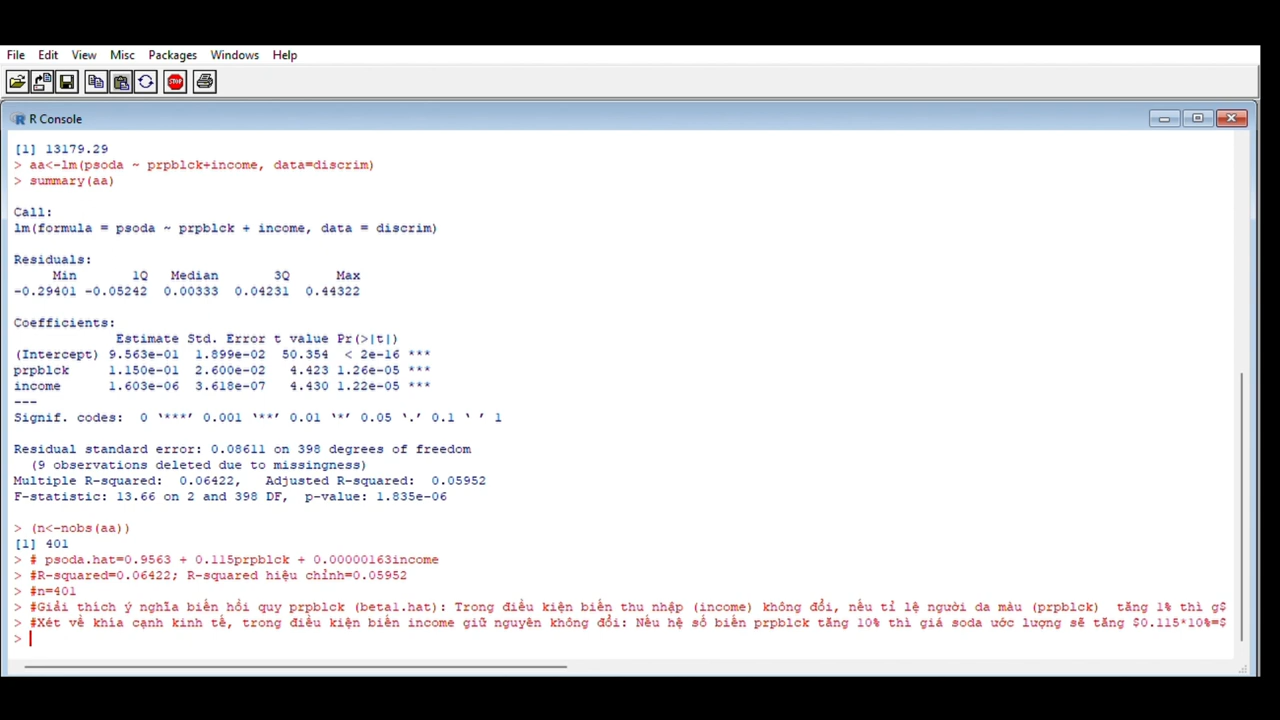 File Edit View Misc Packages Windows Help
STOP
R Console
[1] 13179.29
> aa<-lm(psoda ~ prpblck+income, data=discrim)
> summary(aa)
Call:
lm(formula = psoda ~ prpblck + income, data = discrim)
Residuals:
Min 1Q Median 3Q Max
-0.29401 -0.05242 0.00333 0.04231 0.44322
Coefficients:
Estimate Std. Error t value Pr(>|t|)
(Intercept) 9.563e-01 1.899e-02 50.354 < 2e-16 ***
prpblck 1.150e-01 2.600e-02 4.423 1.26e-05 ***
income 1.603e-06 3.618e-07 4.430 1.22e-05 ***
---
Signif. codes: 0 ‘***’ 0.001 ‘**’ 0.01 ‘*’ 0.05 ‘.’ 0.1 ‘ ’ 1
Residual standard error: 0.08611 on 398 degrees of freedom
(9 observations deleted due to missingness)
Multiple R-squared: 0.06422, Adjusted R-squared: 0.05952
F-statistic: 13.66 on 2 and 398 DF, p-value: 1.835e-06
> (n<-nobs(aa))
[1] 401
> # psoda.hat=0.9563 + 0.115prpblck + 0.00000163income
> #R-squared=0.06422; R-squared hiệu chỉnh=0.05952
> #n=401
> #Giải thích ý nghĩa biến hồi quy prpblck (beta1.hat): Trong điều kiện biến thu nhập (income) không đổi, nếu tỉ lệ người da màu (prpblck) tăng 1% thì g$
> #Xét về khía cạnh kinh tế, trong điều kiện biến income giữ nguyên không đổi: Nếu hệ số biến prpblck tăng 10% thì giá soda ước lượng sẽ tăng $0.115*10%=$
>